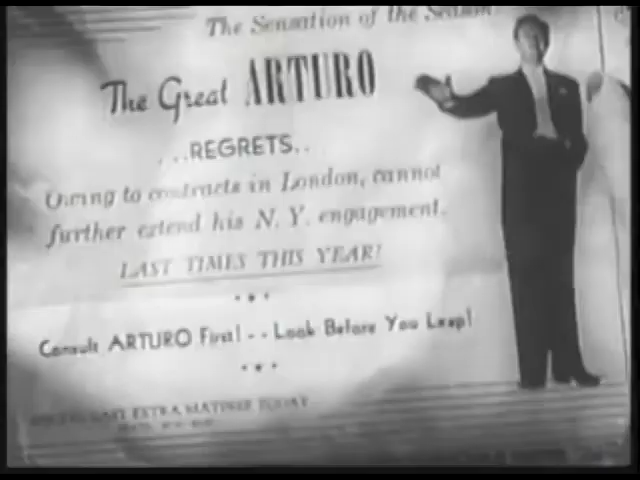 The Sensation of the Season
The Great ARTURO
...REGRETS..
Owing to contracts in London, cannot
further extend his N. Y. engagement.
LAST TIMES THIS YEAR!
Consult ARTURO First! - - Look Before You Leap!
EXTRA MATINEE TODAY